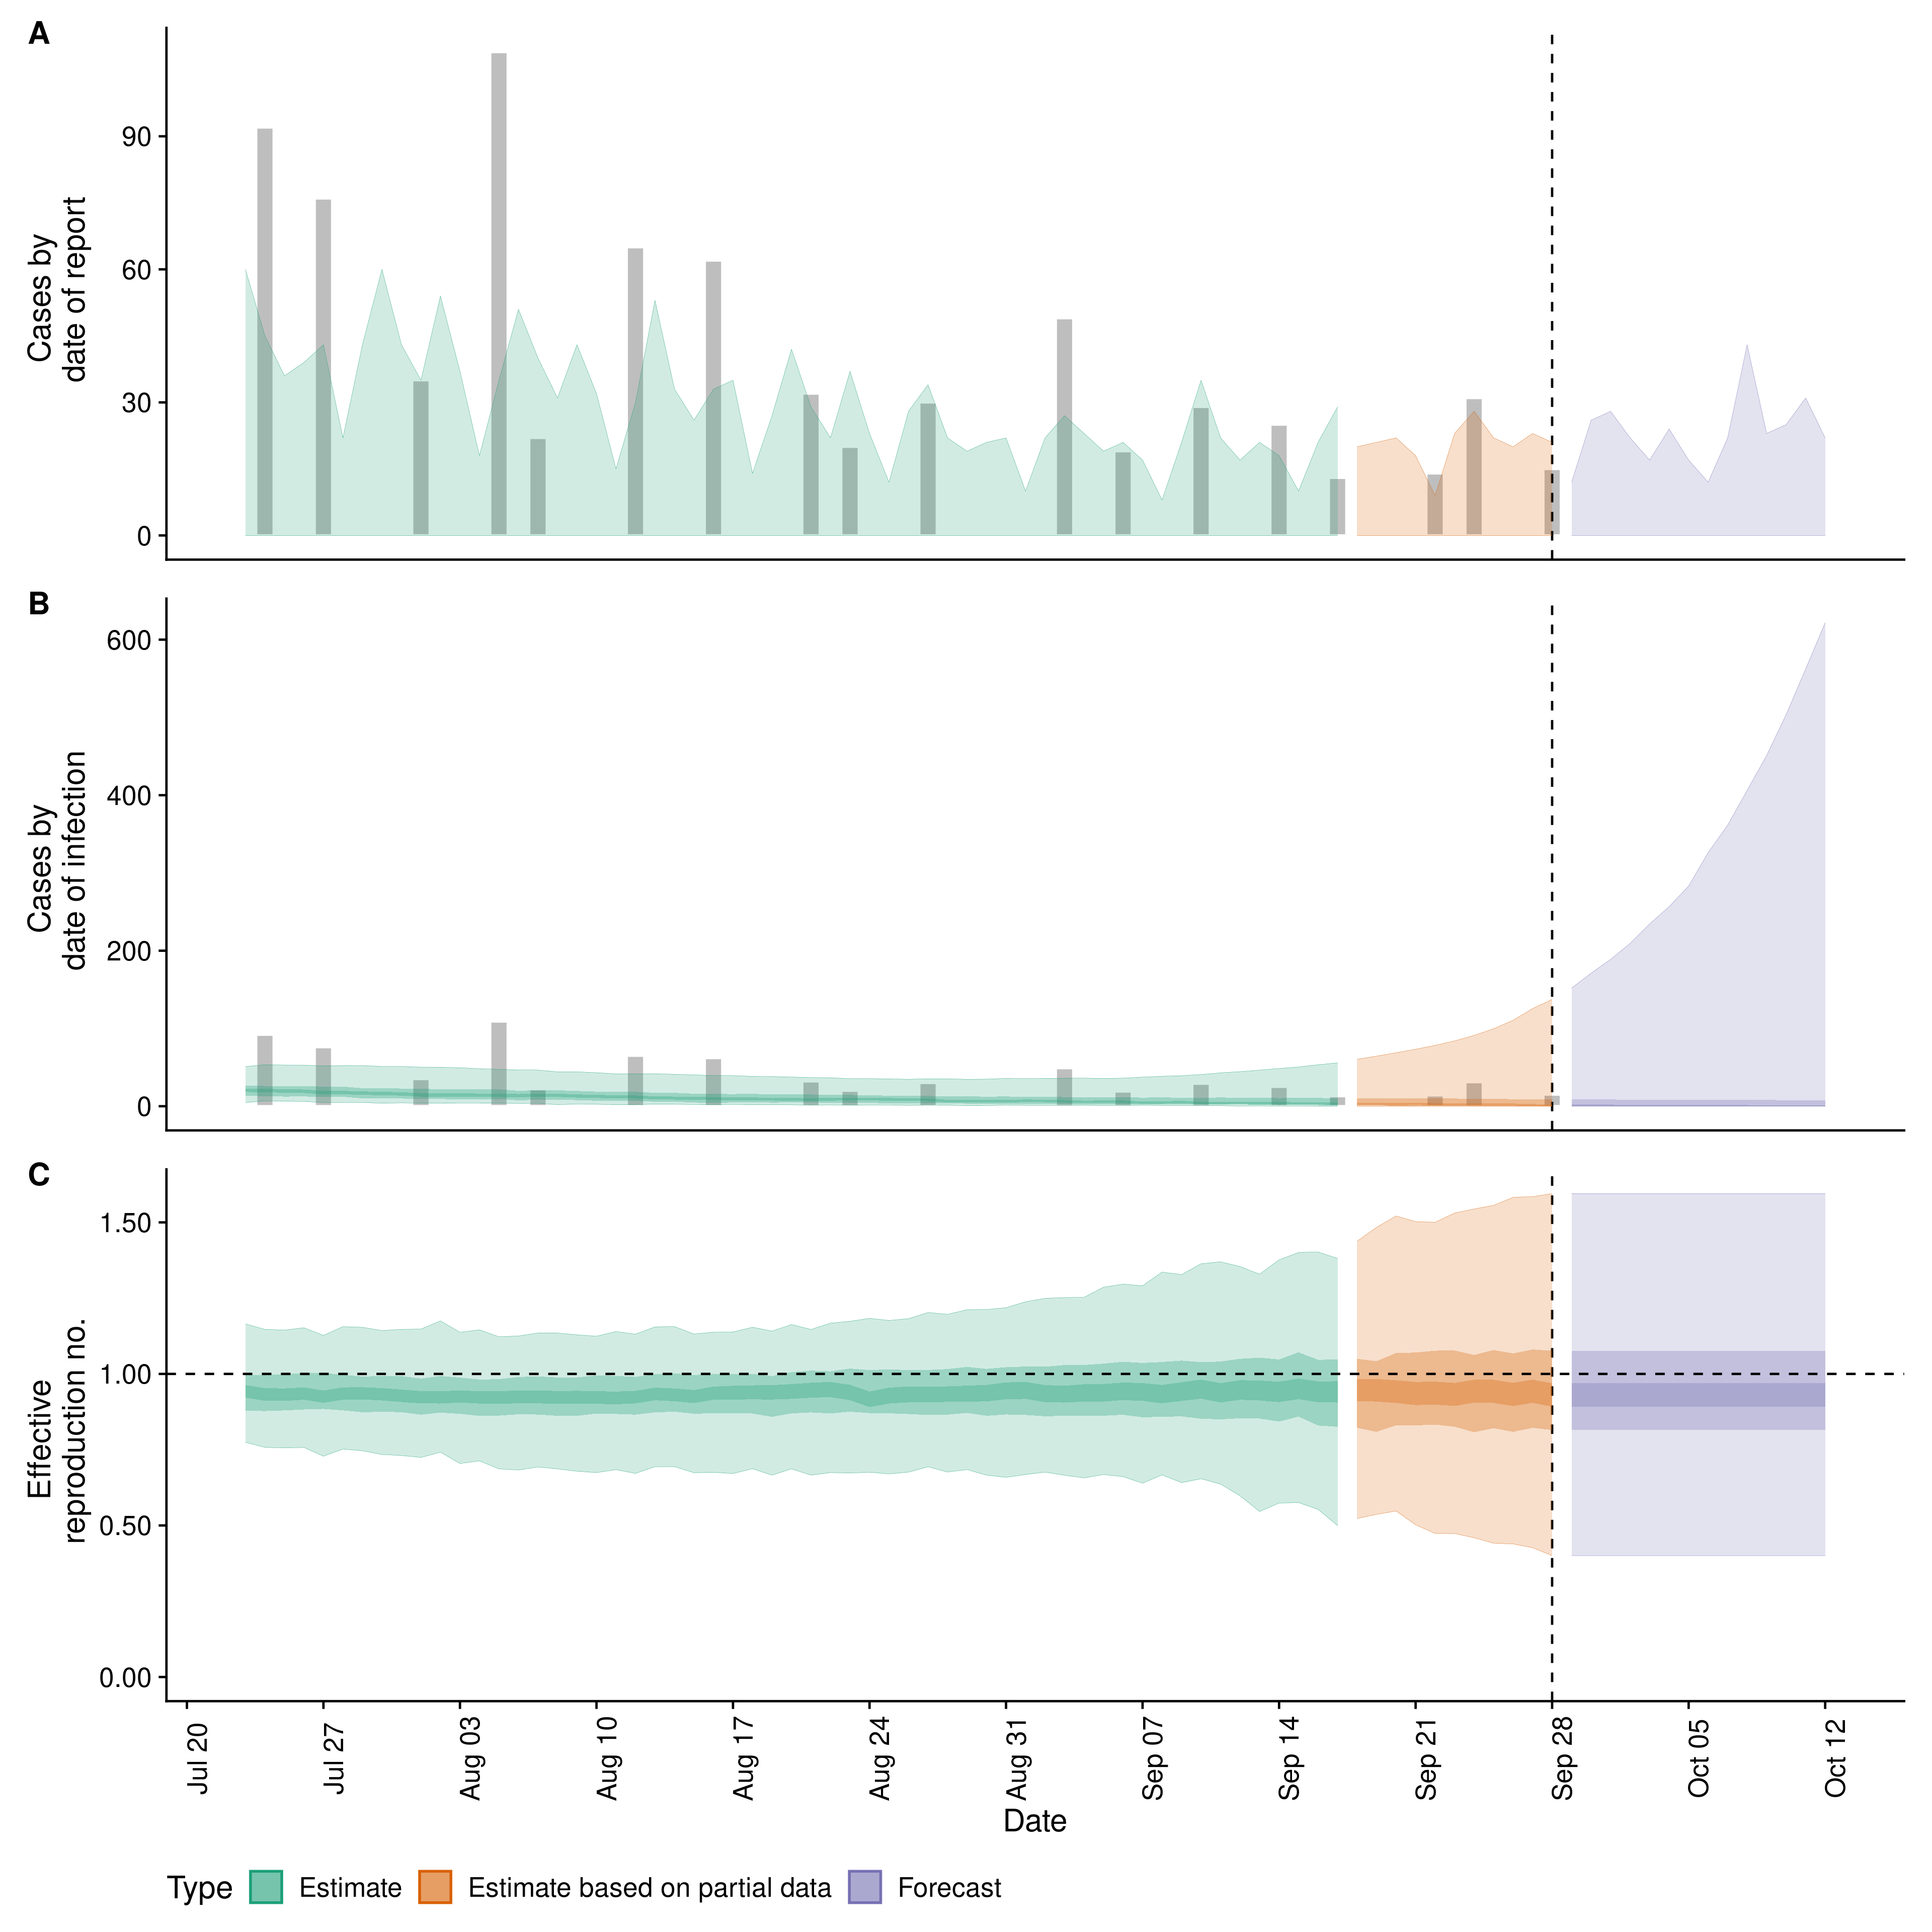 A
Cases by
date of report
90
60
30
0
B
Cases by
date of infection
600
400
200
0
C
Effective
reproduction no.
1.50
1.00
0.50
0.00
Jul 20
Jul 27
Aug 03
Aug 10
Aug 17
Aug 24
Aug 31
Sep 07
Sep 14
Sep 21
Sep 28
Oct 05
Oct 12
Date
Type
Estimate
Estimate based on partial data
Forecast